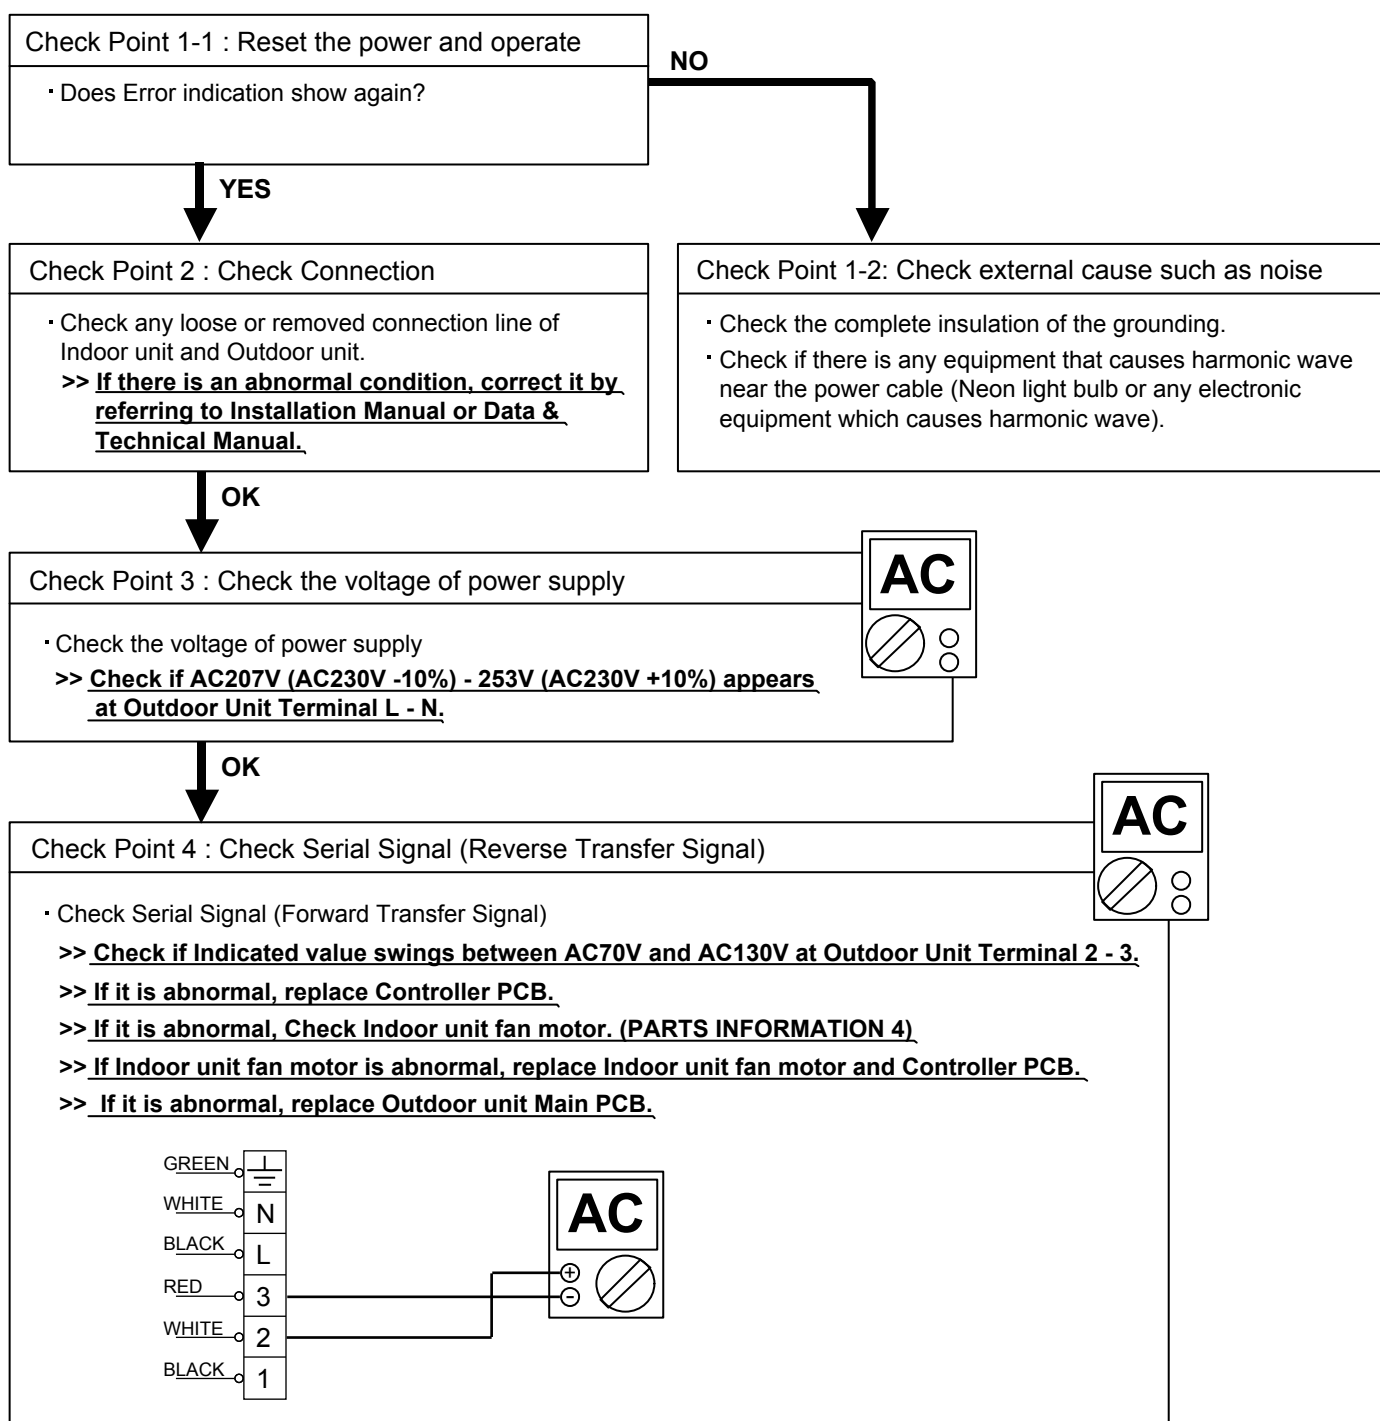 Check Point 1-1 : Reset the power and operate
· Does Error indication show again?
NO
YES
Check Point 2 : Check Connection
· Check any loose or removed connection line of
Indoor unit and Outdoor unit.
>> If there is an abnormal condition, correct it by
referring to Installation Manual or Data &
Technical Manual.
Check Point 1-2: Check external cause such as noise
· Check the complete insulation of the grounding.
· Check if there is any equipment that causes harmonic wave
near the power cable (Neon light bulb or any electronic
equipment which causes harmonic wave).
OK
Check Point 3 : Check the voltage of power supply
AC
· Check the voltage of power supply
>> Check if AC207V (AC230V -10%) - 253V (AC230V +10%) appears
at Outdoor Unit Terminal L - N.
OK
Check Point 4 : Check Serial Signal (Reverse Transfer Signal)
AC
· Check Serial Signal (Forward Transfer Signal)
>> Check if Indicated value swings between AC70V and AC130V at Outdoor Unit Terminal 2 - 3.
>> If it is abnormal, replace Controller PCB.
>> If it is abnormal, Check Indoor unit fan motor. (PARTS INFORMATION 4)
>> If Indoor unit fan motor is abnormal, replace Indoor unit fan motor and Controller PCB.
>> If it is abnormal, replace Outdoor unit Main PCB.
GREEN
WHITE N
BLACK L
RED 3
WHITE 2
BLACK 1
AC
+
-